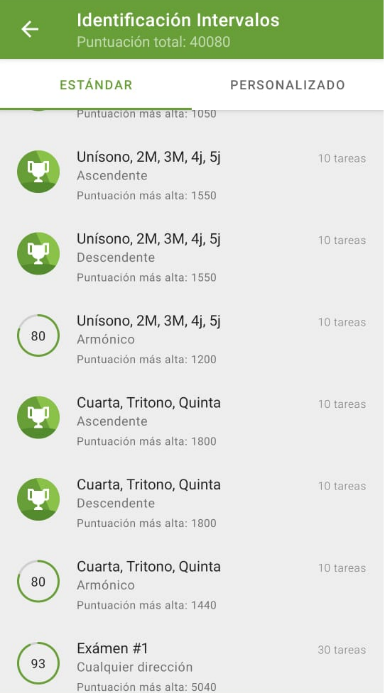 Identificación Intervalos
Puntuación total: 40080
ESTÁNDAR
PERSONALIZADO
Puntuación más alta: 1050
Unísono, 2M, 3M, 4j, 5j
10 tareas
Ascendente
Puntuación más alta: 1550
Unísono, 2M, 3M, 4j, 5j
10 tareas
Descendente
Puntuación más alta: 1550
80
Unísono, 2M, 3M, 4j, 5j
10 tareas
Armónico
Puntuación más alta: 1200
Cuarta, Tritono, Quinta
10 tareas
Ascendente
Puntuación más alta: 1800
Cuarta, Tritono, Quinta
10 tareas
Descendente
Puntuación más alta: 1800
80
Cuarta, Tritono, Quinta
10 tareas
Armónico
Puntuación más alta: 1440
93
Exámen #1
30 tareas
Cualquier dirección
Puntuación más alta: 5040